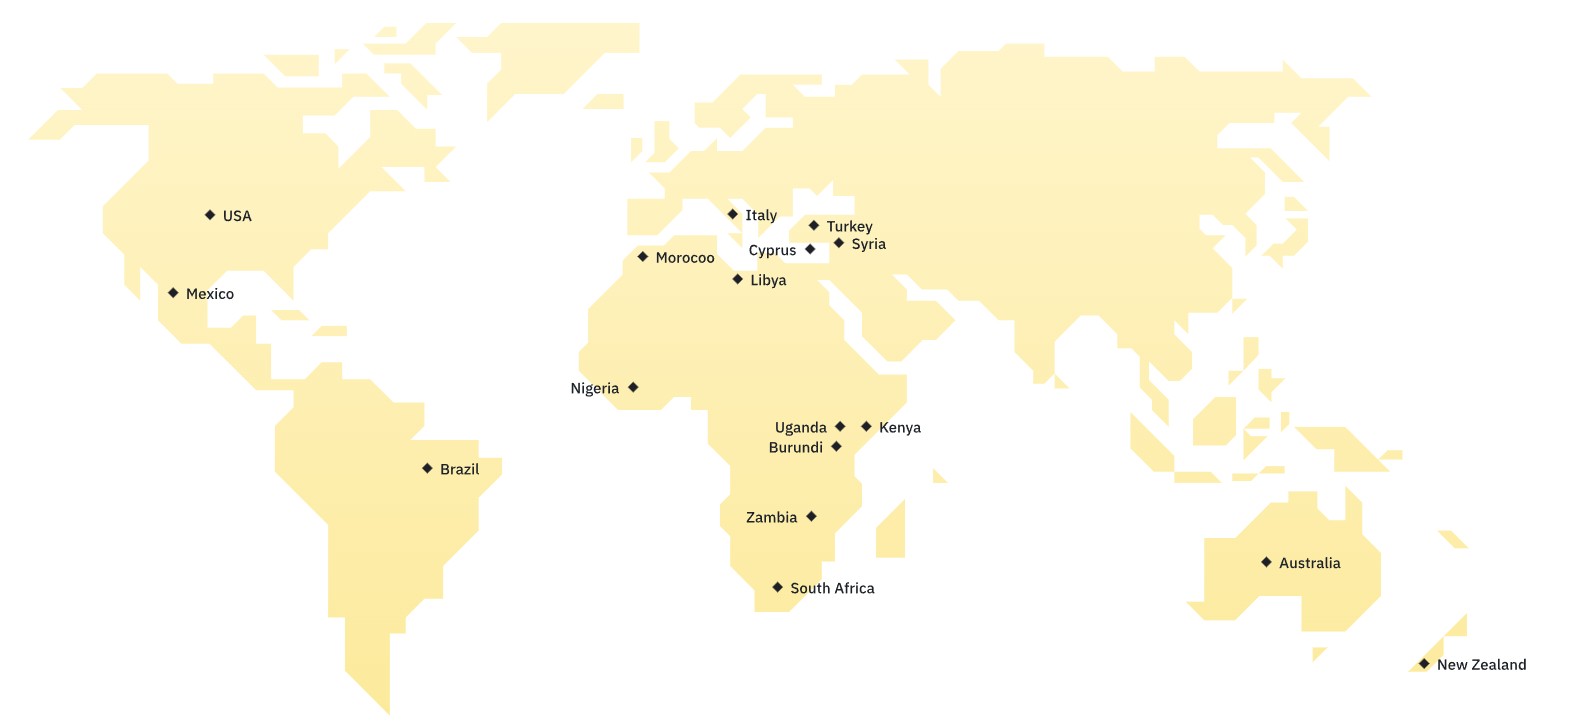 USA
Italy
Turkey
Syria
Cyprus
Morocoo
Libya
Mexico
Nigeria
Uganda
Kenya
Burundi
Brazil
Zambia
Australia
South Africa
New Zealand